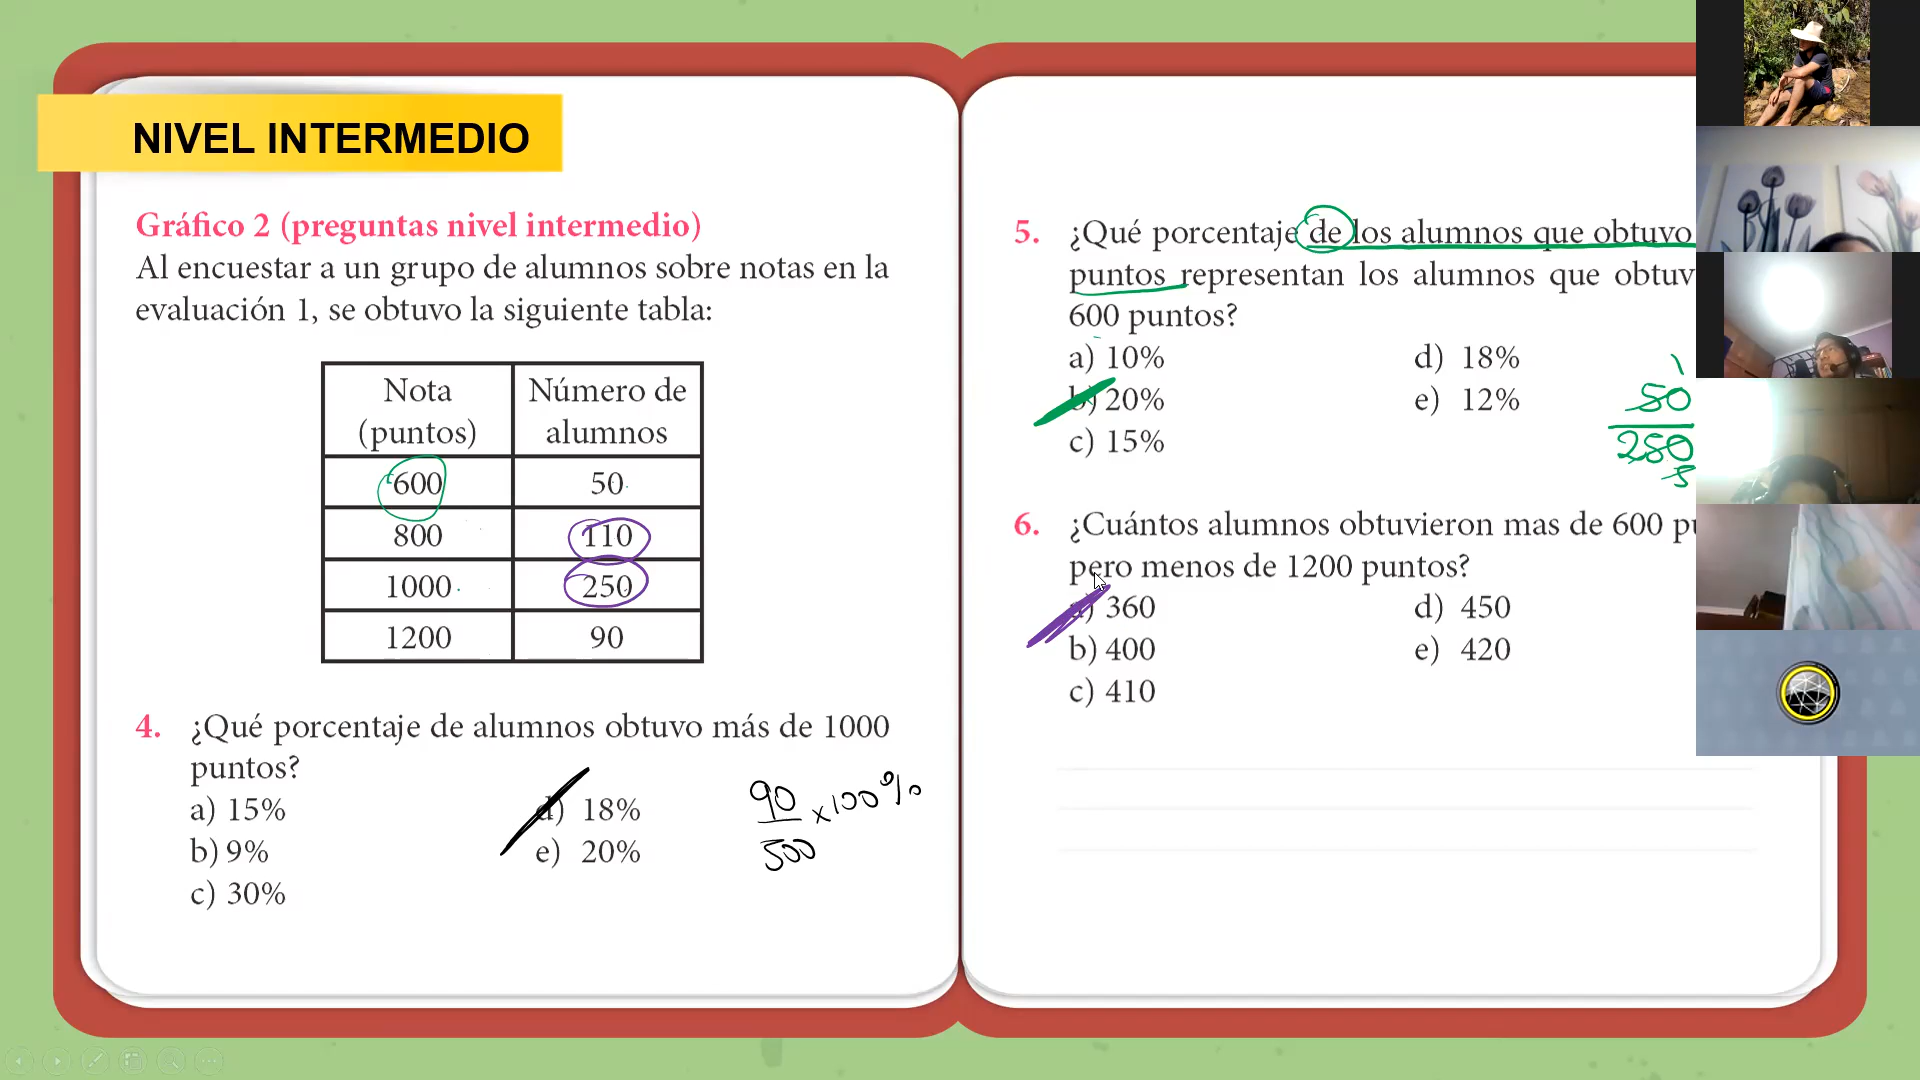 NIVEL INTERMEDIO
Gráfico 2 (preguntas nivel intermedio)
Al encuestar a un grupo de alumnos sobre notas en la
evaluación 1, se obtuvo la siguiente tabla:
Nota (puntos) Número de alumnos
600 50
800 110
1000 250
1200 90
4. ¿Qué porcentaje de alumnos obtuvo más de 1000
puntos?
a) 15% d) 18%
b) 9% e) 20%
c) 30%
90
500
x 100%
5. ¿Qué porcentaje de los alumnos que obtuvo
puntos representan los alumnos que obtuv
600 puntos?
a) 10% d) 18%
b) 20% e) 12%
c) 15%
1
50
250
5
6. ¿Cuántos alumnos obtuvieron mas de 600 pu
pero menos de 1200 puntos?
a) 360 d) 450
b) 400 e) 420
c) 410